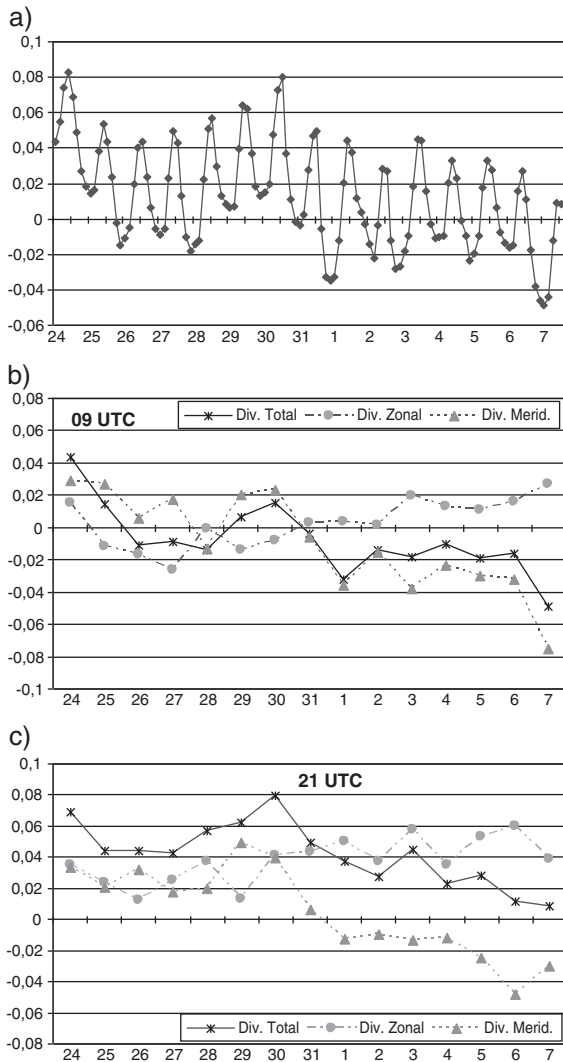 a)
0,1
0,08
0,06
0,04
0,02
0
-0,02
-0,04
-0,06
24 25 26 27 28 29 30 31 1 2 3 4 5 6 7
b)
0,08
09 UTC
Div. Total Div. Zonal Div. Merid.
0,06
0,04
0,02
0
-0,02
-0,04
-0,06
-0,08
-0,1
24 25 26 27 28 29 30 31 1 2 3 4 5 6 7
c)
0,1
21 UTC
0,08
0,06
0,04
0,02
0
-0,02
-0,04
-0,06
Div. Total Div. Zonal Div. Merid.
-0,08
24 25 26 27 28 29 30 31 1 2 3 4 5 6 7